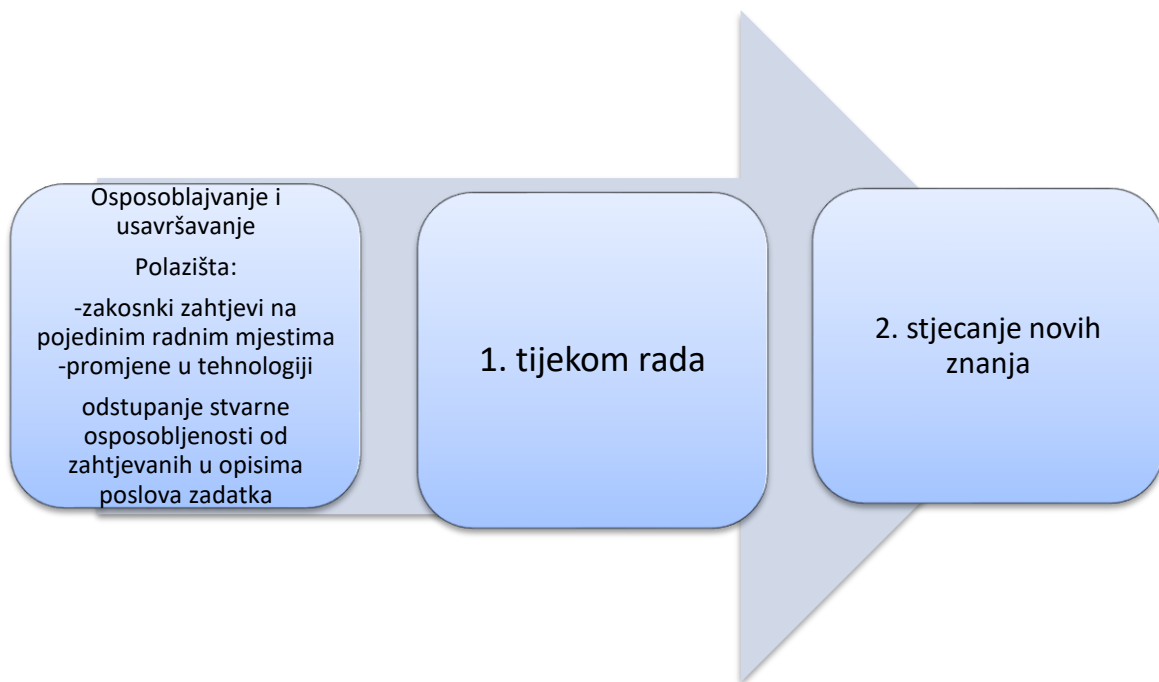 Osposoblajvanje i
usavršavanje
Polazišta:
-zakosnki zahtjevi na
pojedinim radnim mjestima
-promjene u tehnologiji
odstupanje stvarne
osposobljenosti od
zahtjevanih u opisima
poslova zadatka
1. tijekom rada
2. stjecanje novih
znanja